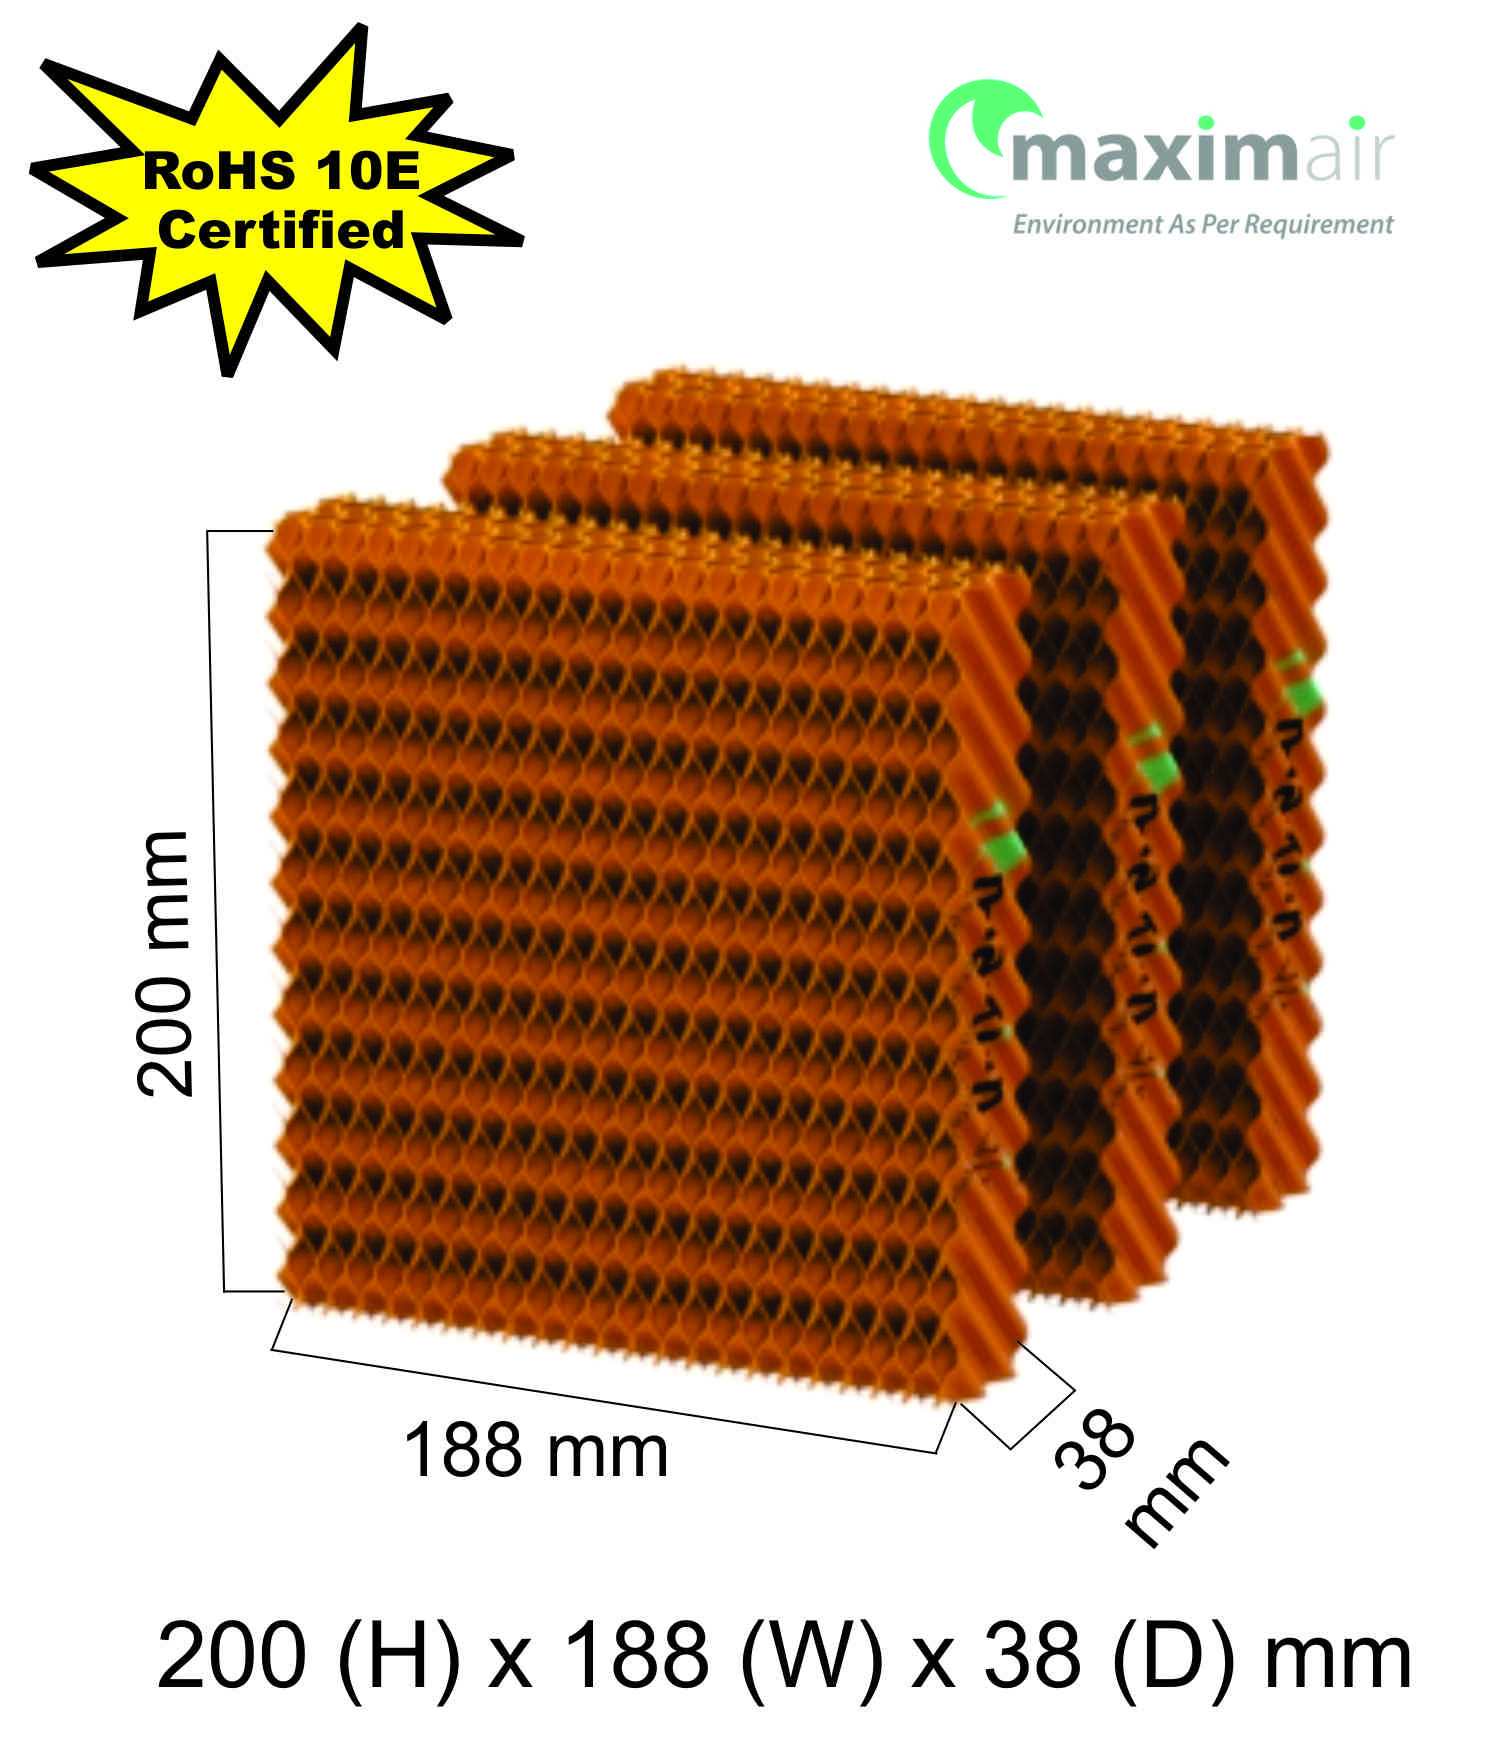 RoHS 10E
Certified
maximair
Environment As Per Requirement
200 mm
188 mm
38
mm
200 (H) x 188 (W) x 38 (D) mm